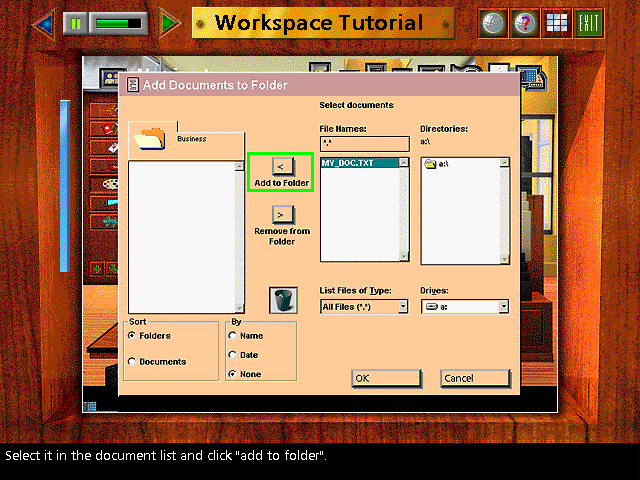 Workspace Tutorial
EXIT
Add Documents to Folder
Select documents
File Names:
Directories:
*.*
a:\
Business
MY_DOC.TXT
a:\
<
Add to Folder
>
Remove from
Folder
List Files of Type:
Drives:
All Files (*.*)
a:
Sort
By
Folders
Name
Date
Documents
None
OK
Cancel
Select it in the document list and click "add to folder".